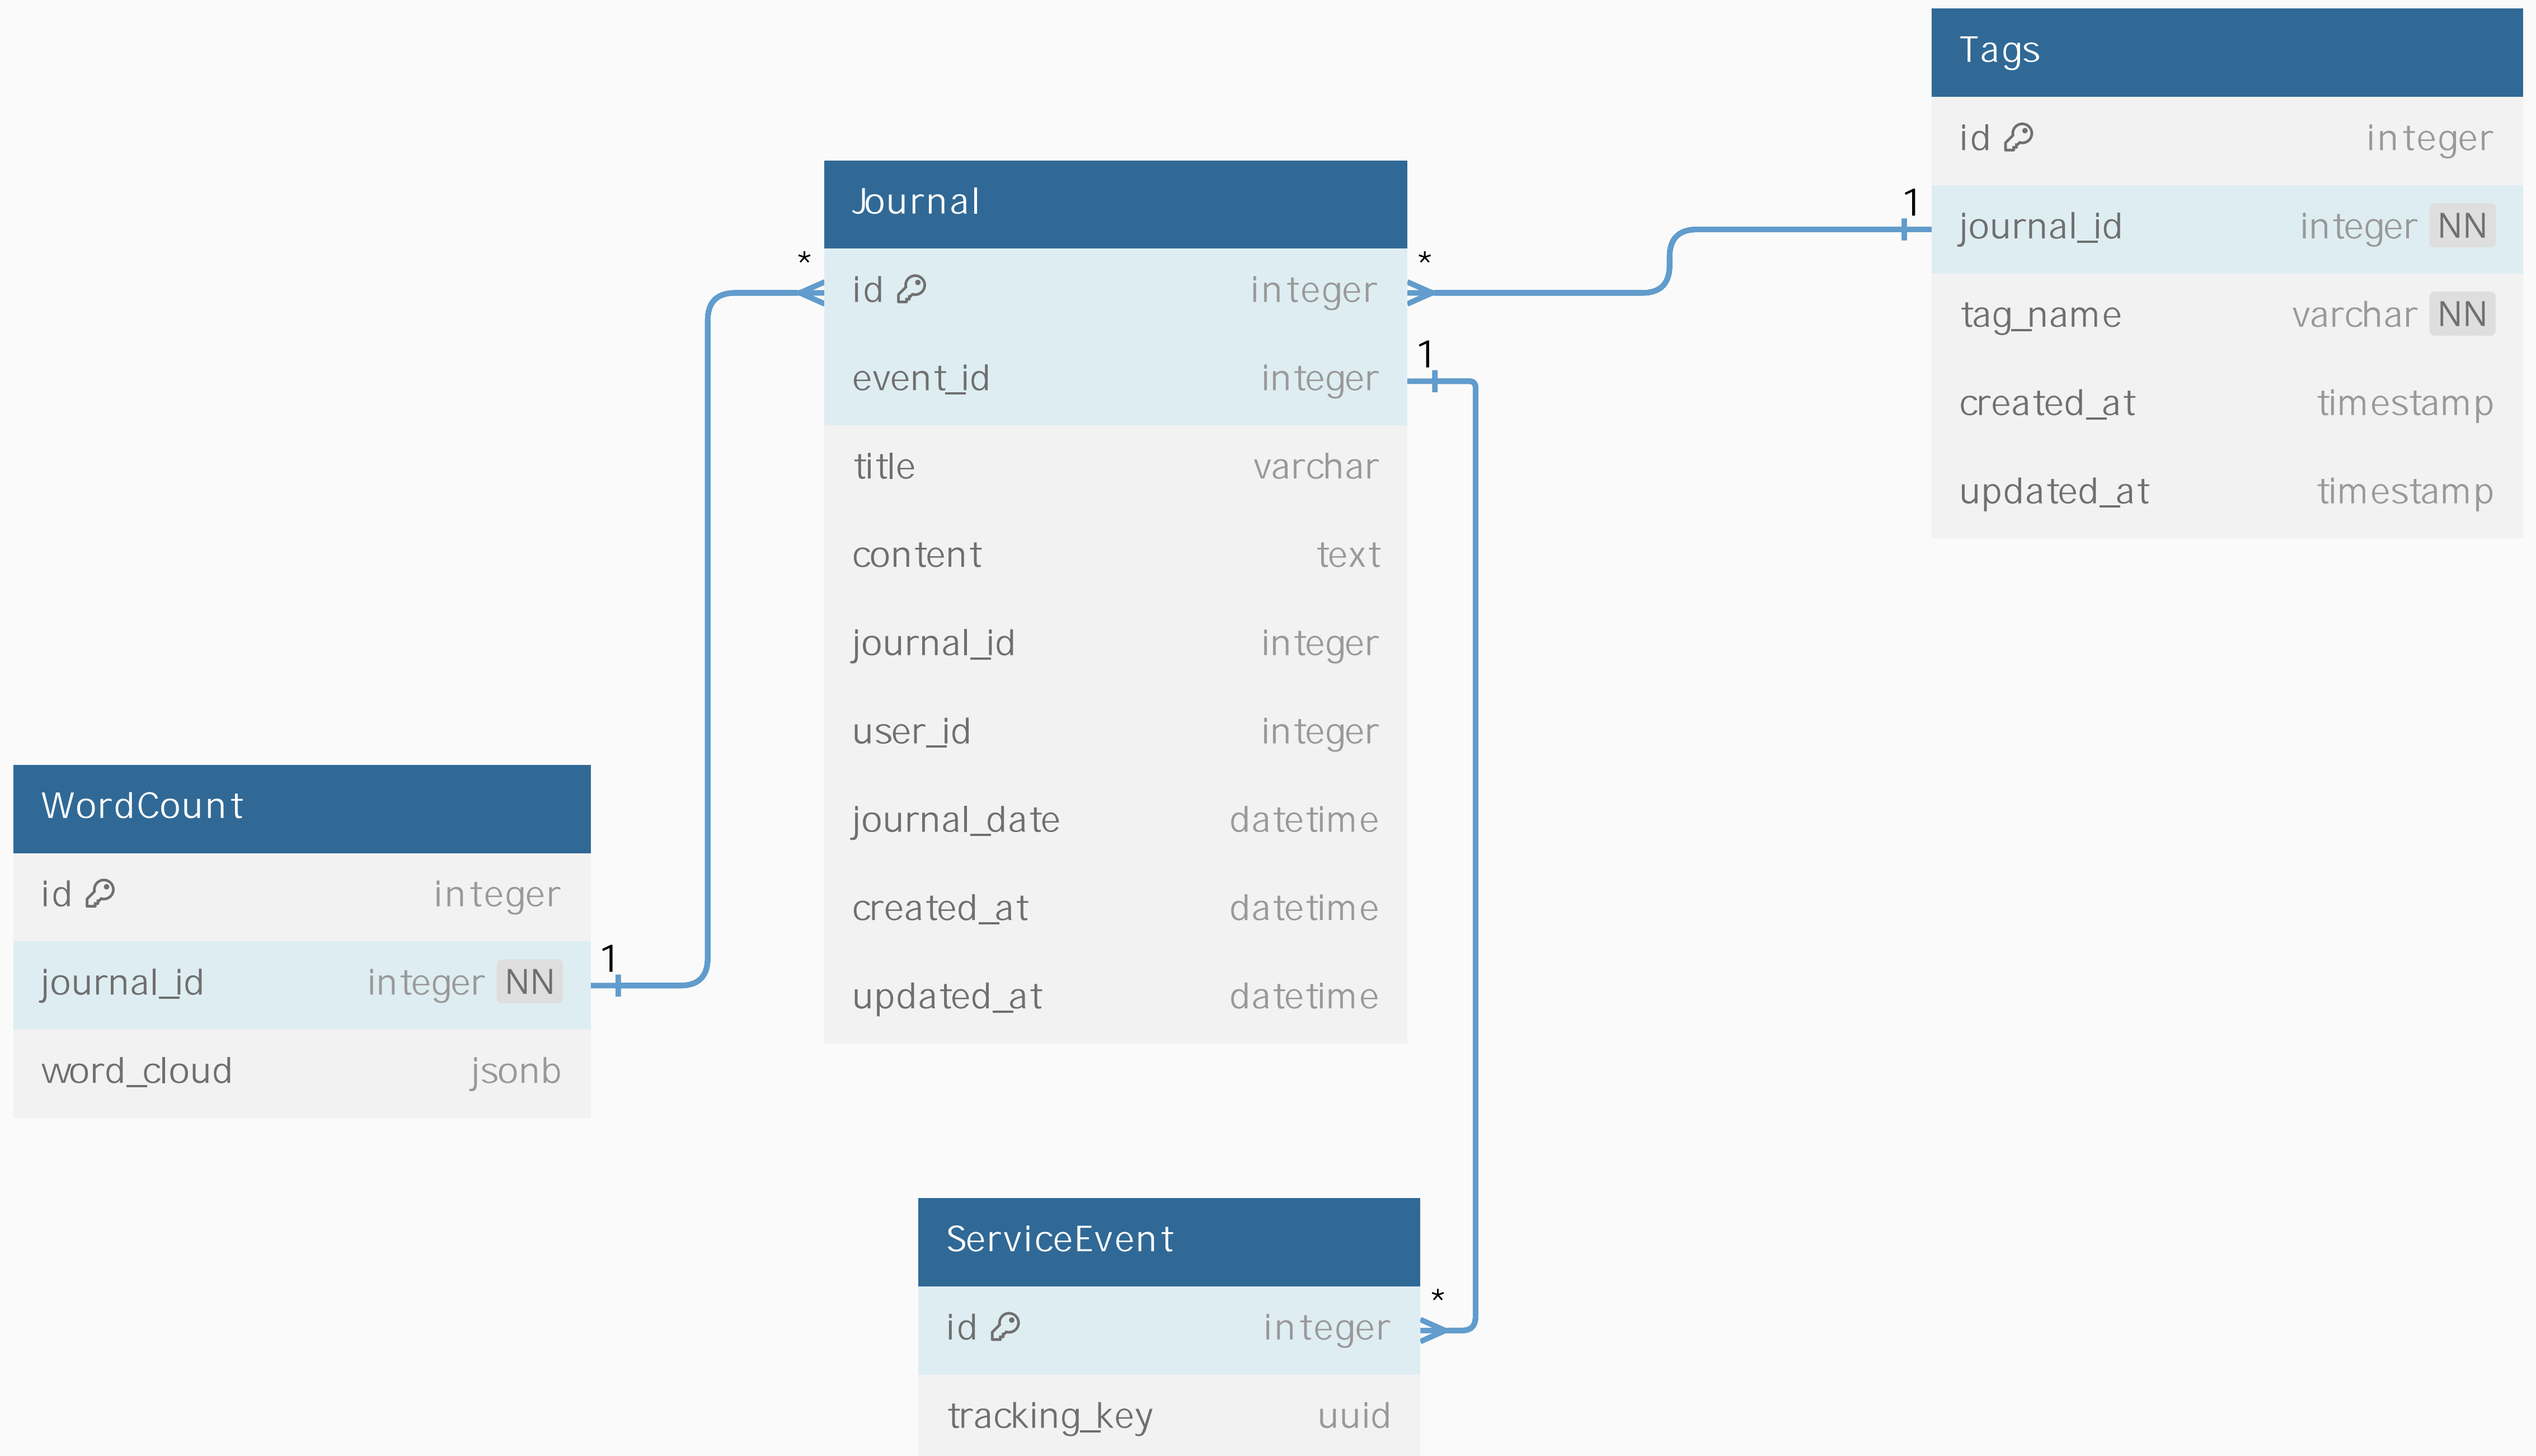 Tags
id integer
1
journal_id integer NN
tag_name varchar NN
created_at timestamp
updated_at timestamp
Journal
*
*
id integer
1
event_id integer
title varchar
content text
journal_id integer
user_id integer
journal_date datetime
created_at datetime
updated_at datetime
WordCount
id integer
1
journal_id integer NN
word_cloud jsonb
ServiceEvent
*
id integer
tracking_key uuid